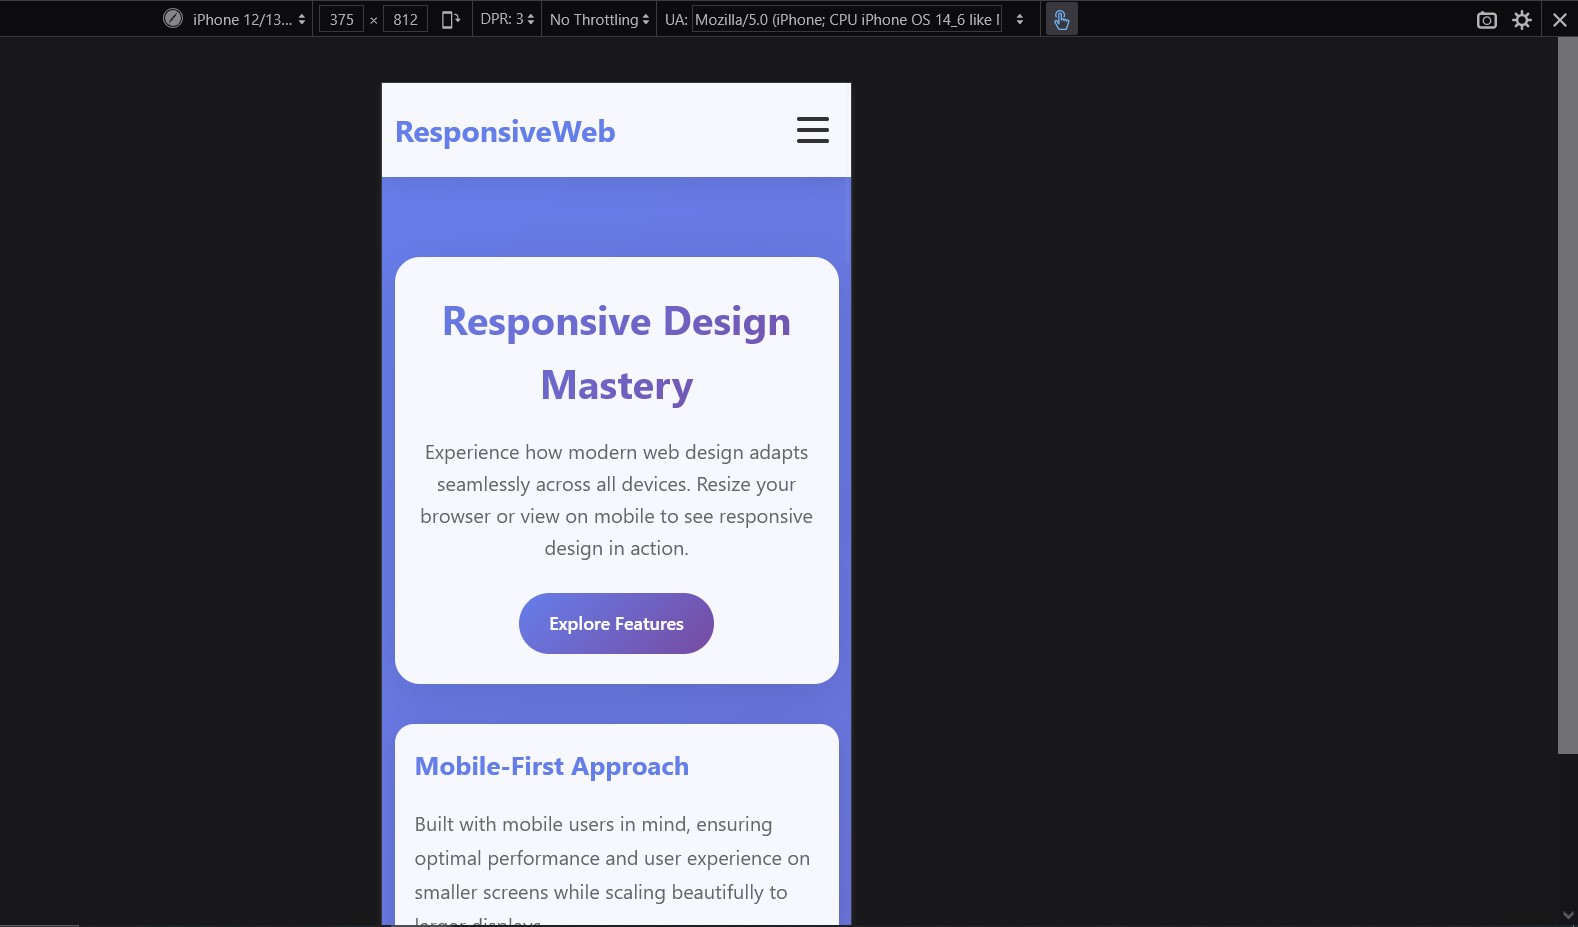 iPhone 12/13... 375 × 812 DPR: 3 No Throttling UA: Mozilla/5.0 (iPhone; CPU iPhone OS 14_6 like
ResponsiveWeb
Responsive Design
Mastery
Experience how modern web design adapts
seamlessly across all devices. Resize your
browser or view on mobile to see responsive
design in action.
Explore Features
Mobile-First Approach
Built with mobile users in mind, ensuring
optimal performance and user experience on
smaller screens while scaling beautifully to
larger displays.